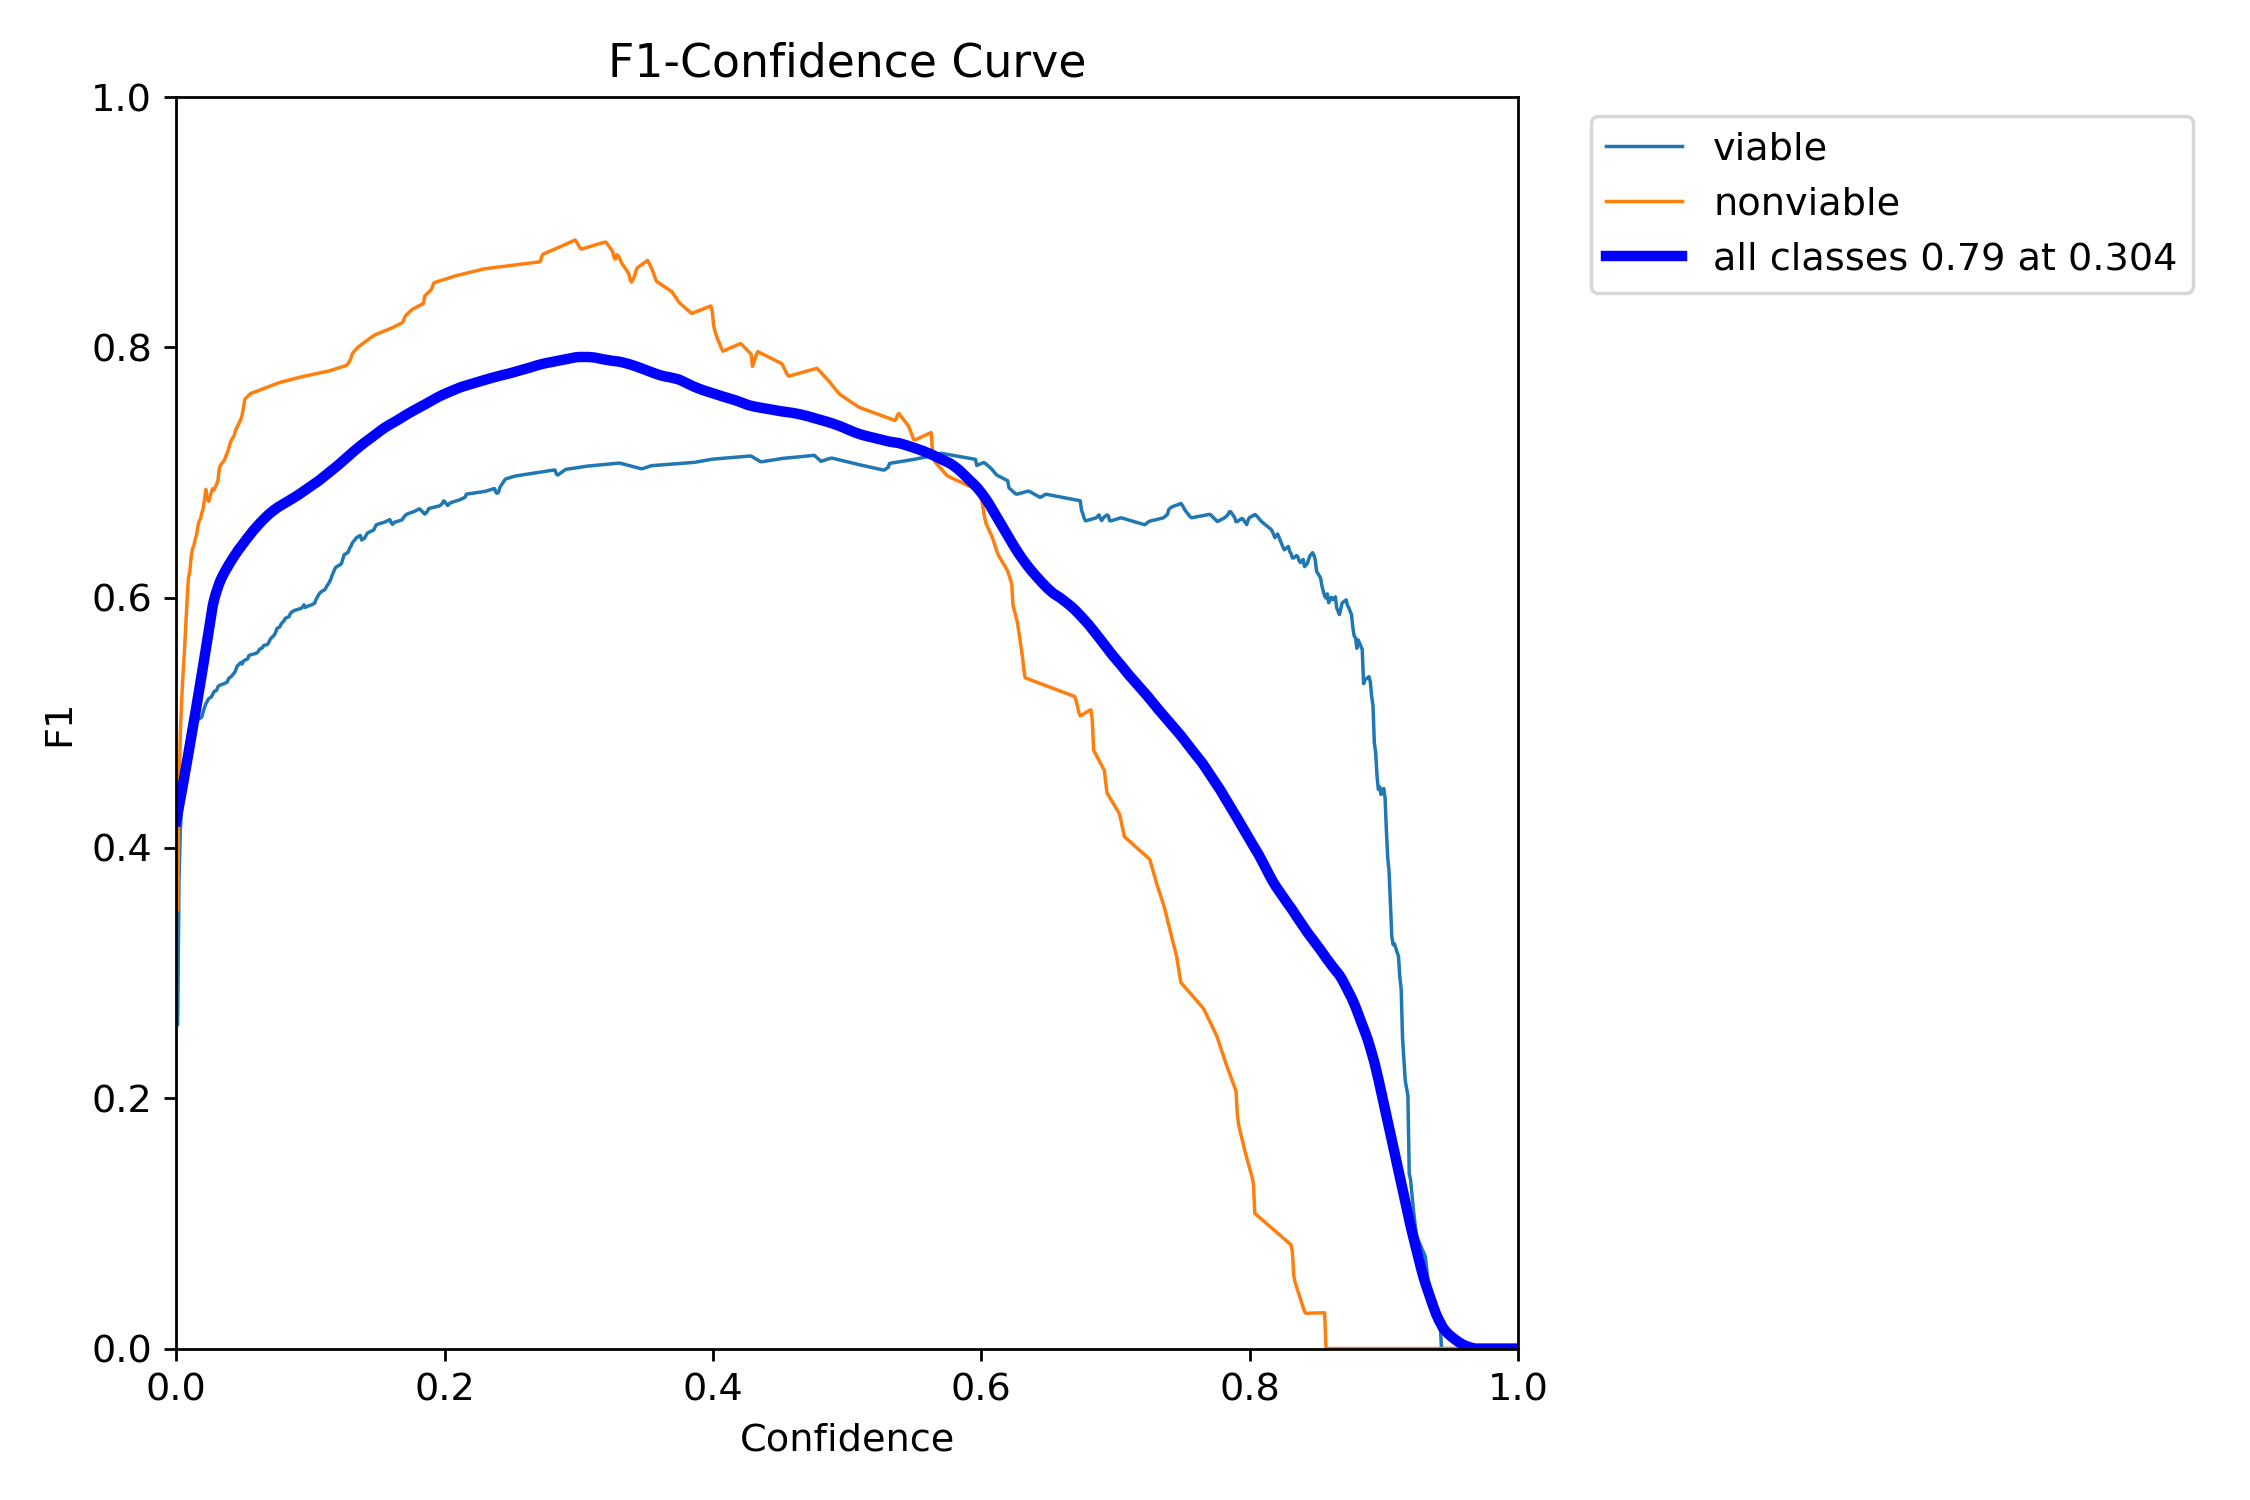 F1-Confidence Curve
1.0
0.8
0.6
0.4
0.2
0.0
F1
0.0 0.2 0.4 0.6 0.8 1.0
Confidence
viable
nonviable
all classes 0.79 at 0.304